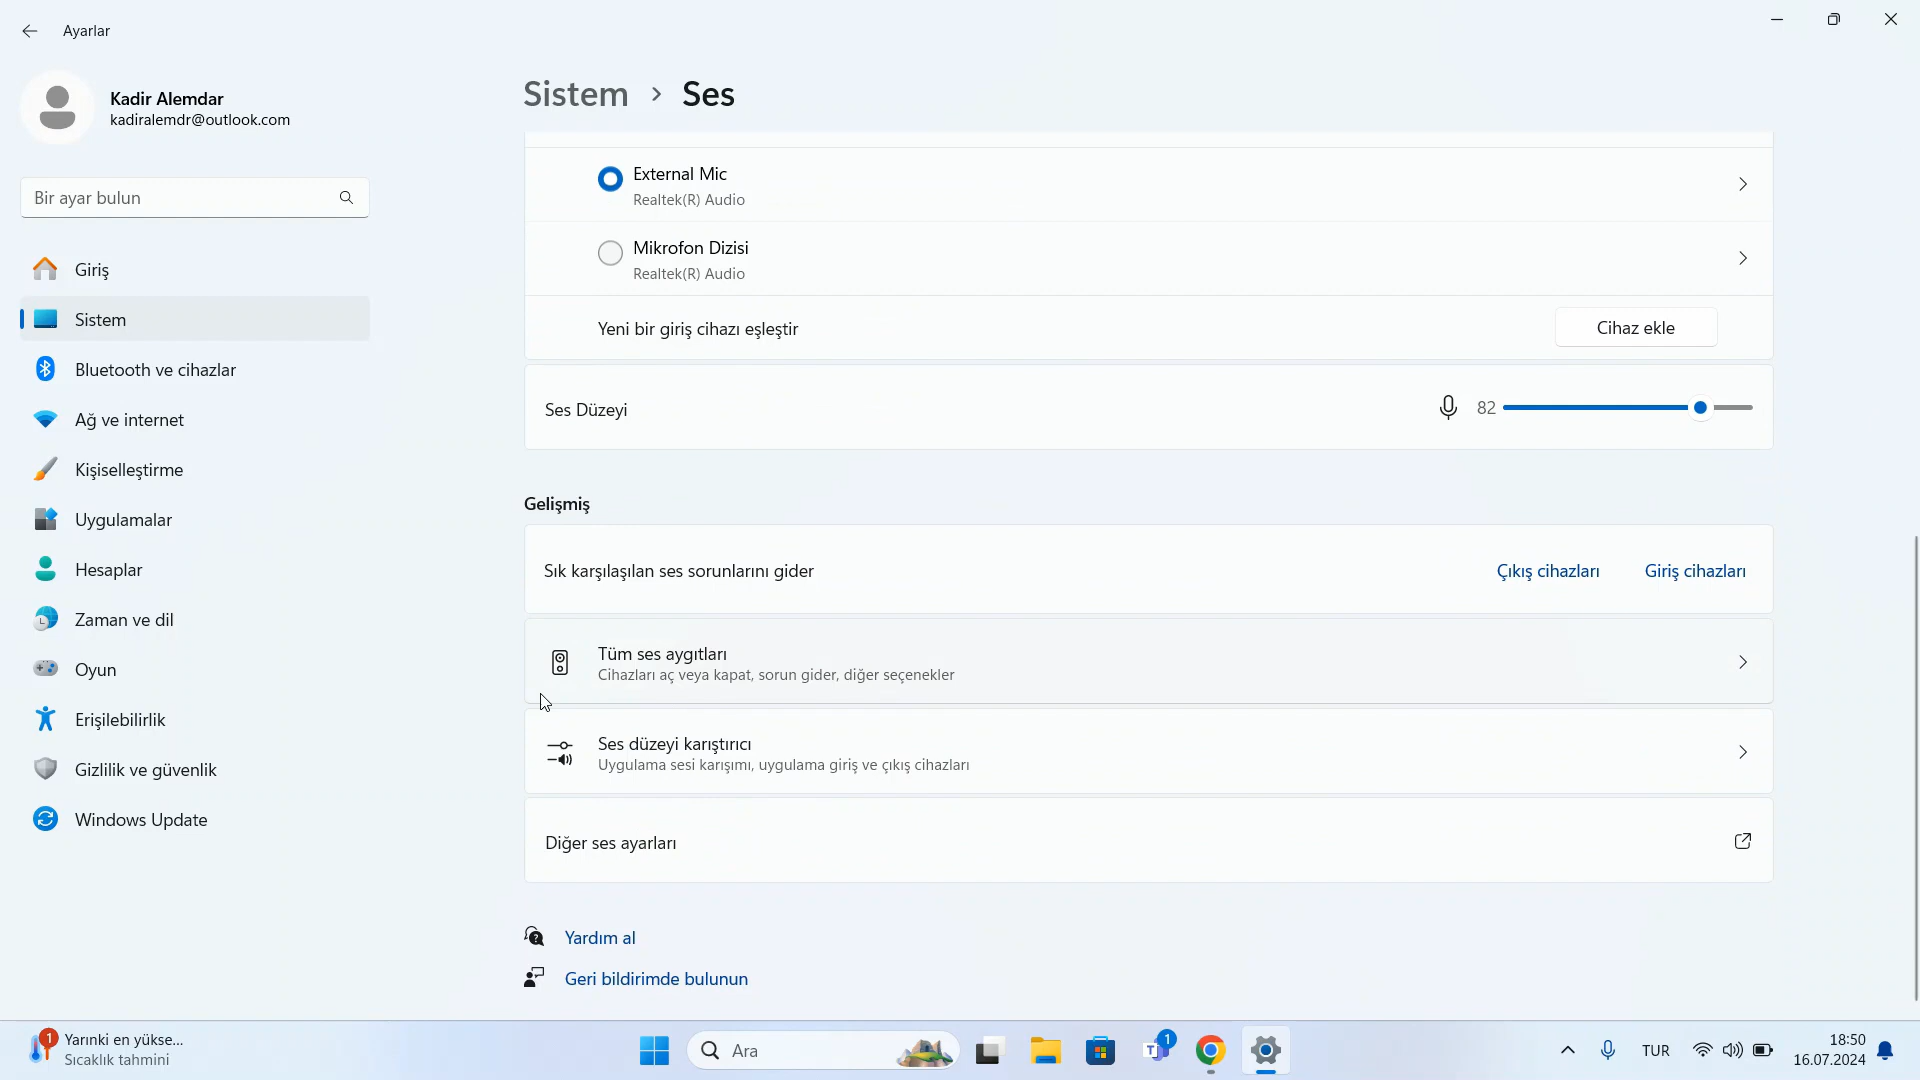 Ayarlar
Kadir Alemdar
kadiralemdr@outlook.com
Bir ayar bulun
Giriş
Sistem
Bluetooth ve cihazlar
Ağ ve internet
Kişiselleştirme
Uygulamalar
Hesaplar
Zaman ve dil
Oyun
Erişilebilirlik
Gizlilik ve güvenlik
Windows Update
Sistem > Ses
External Mic
Realtek(R) Audio
Mikrofon Dizisi
Realtek(R) Audio
Yeni bir giriş cihazı eşleştir
Cihaz ekle
Ses Düzeyi
82
Gelişmiş
Sık karşılaşılan ses sorunlarını gider
Çıkış cihazları
Giriş cihazları
Tüm ses aygıtları
Cihazları aç veya kapat, sorun gider, diğer seçenekler
Ses düzeyi karıştırıcı
Uygulama sesi karışımı, uygulama giriş ve çıkış cihazları
Diğer ses ayarları
Yardım al
Geri bildirimde bulunun
1
Yarınki en yükse...
Sıcaklık tahmini
Ara
1
TUR
18:50
16.07.2024